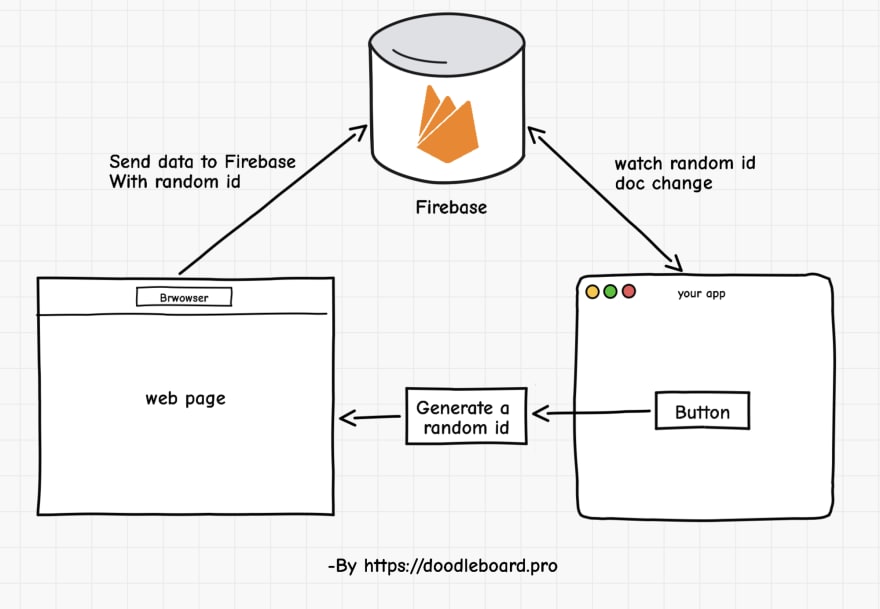 Send data to Firebase
With random id
watch random id
doc change
Firebase
Brwowser
your app
web page
Generate a
random id
Button
-By https://doodleboard.pro